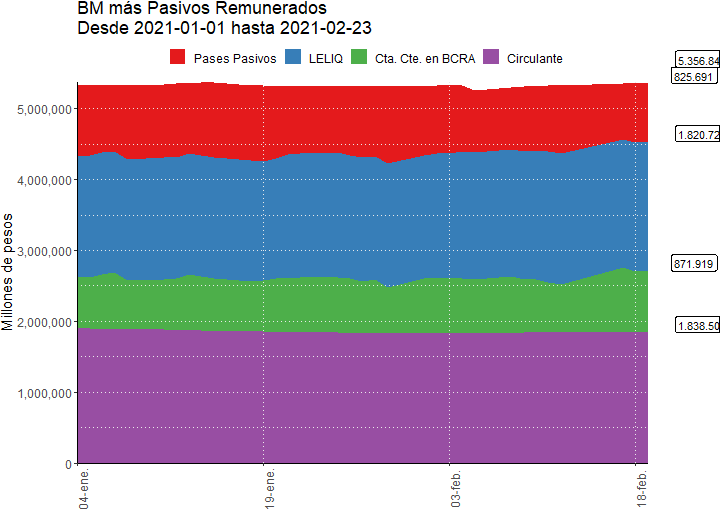 BM más Pasivos Remunerados
Desde 2021-01-01 hasta 2021-02-23
Pases Pasivos LELIQ Cta. Cte. en BCRA Circulante
5.356.84
825.691
1.820.72
871.919
1.838.50
Millones de pesos
5,000,000
4,000,000
3,000,000
2,000,000
1,000,000
0
04-ene.
19-ene.
03-feb.
18-feb.